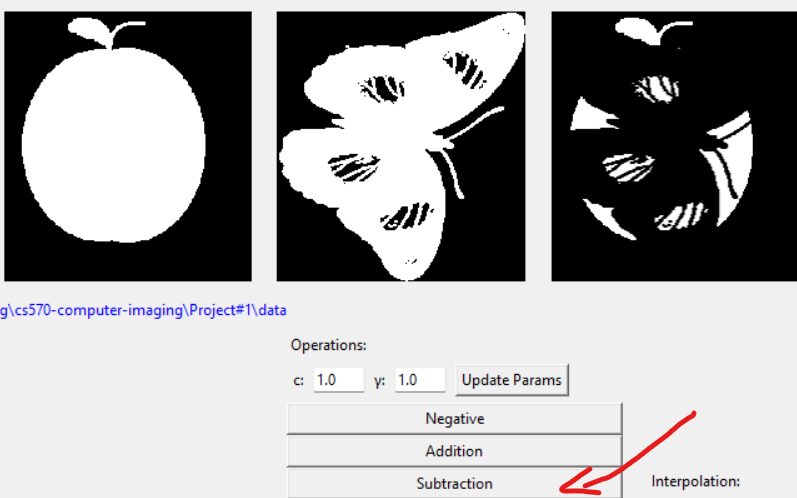 g\cs570-computer-imaging\Project#1\data
Operations:
c: 1.0 γ: 1.0 Update Params
Negative
Addition
Subtraction
Interpolation: